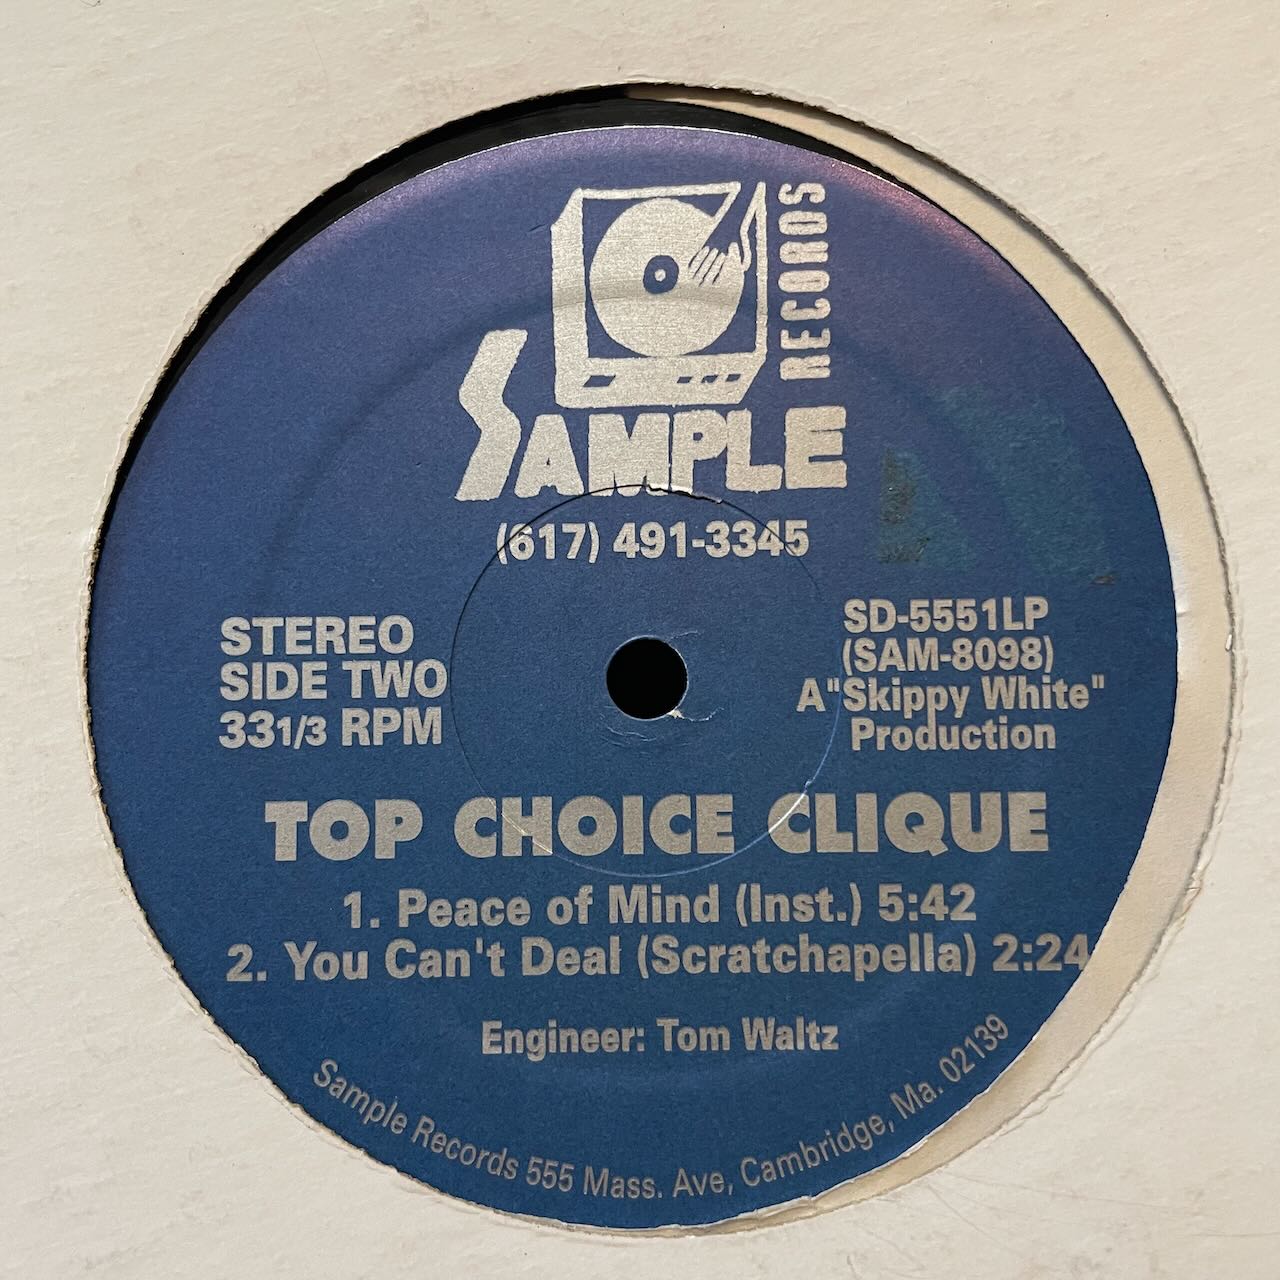 SAMPLE
RECORDS
(617) 491-3345
STEREO
SIDE TWO
33 1/3 RPM
SD-5551LP
(SAM-8098)
A"Skippy White"
Production
TOP CHOICE CLIQUE
1. Peace of Mind (Inst.) 5:42
2. You Can't Deal (Scratchapella) 2:24
Engineer: Tom Waltz
Sample Records 555 Mass. Ave, Cambridge, Ma. 02139